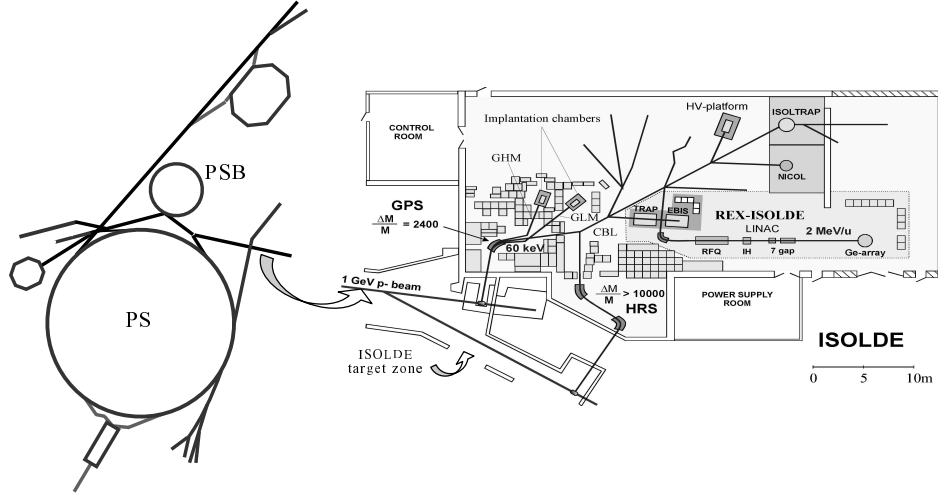 PSB
PS
CONTROL
ROOM
Implantation chambers
HV-platform
ISOLTRAP
NICOL
GHM
GPS
ΔM
M = 2400
GLM
CBL
60 keV
TRAP
EBIS
REX-ISOLDE
LINAC
2 MeV/u
RFQ
IH
7 gap
Ge-array
1 GeV p- beam
ΔM
M > 10000
HRS
POWER SUPPLY
ROOM
ISOLDE
target zone
ISOLDE
0 5 10m